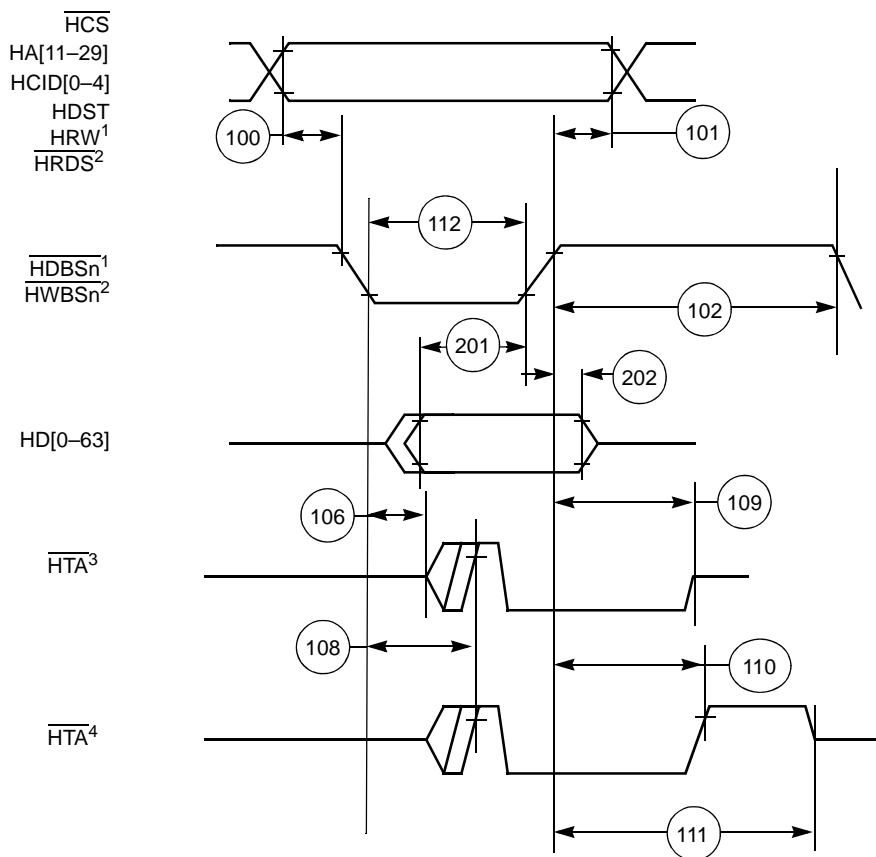 HCS
HA[11–29]
HCID[0–4]
HDST
HRW1
HRDS2
100
101
112
HDBSn1
HWBSn2
102
201
202
HD[0–63]
106
109
HTA3
108
110
HTA4
111